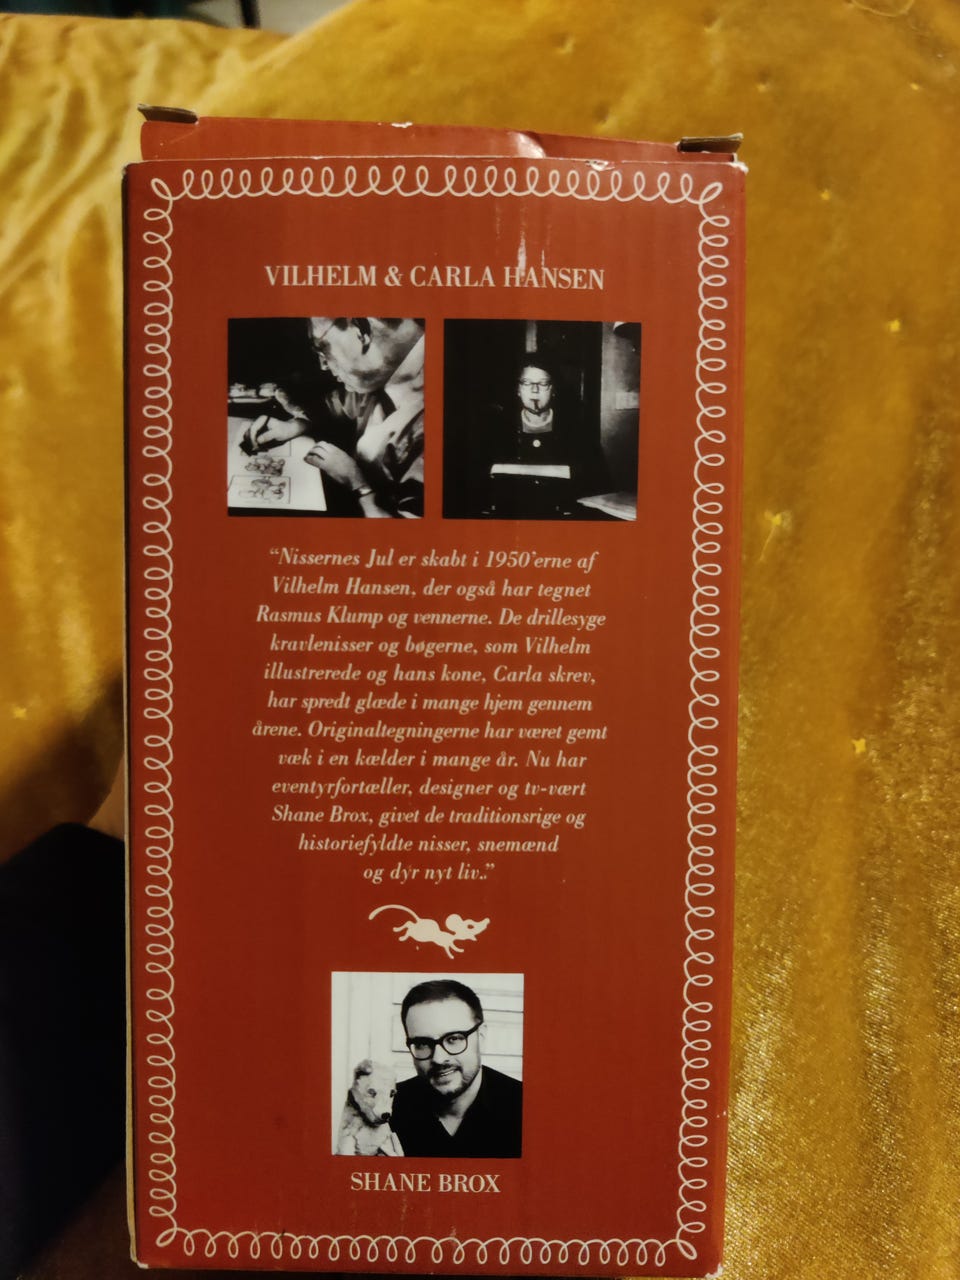 VILHELM & CARLA HANSEN
“Nissernes Jul er skabt i 1950’erne af
Vilhelm Hansen, der også har tegnet
Rasmus Klump og vennerne. De drillesyge
kravlenisser og bøgerne, som Vilhelm
illustrerede og hans kone, Carla skrev,
har spredt glæde i mange hjem gennem
årene. Originaltegningerne har været gemt
væk i en kælder i mange år. Nu har
eventyrfortæller, designer og tv-vært
Shane Brox, givet de traditionsrige og
historiefyldte nisser, snemænd
og dyr nyt liv..”
SHANE BROX